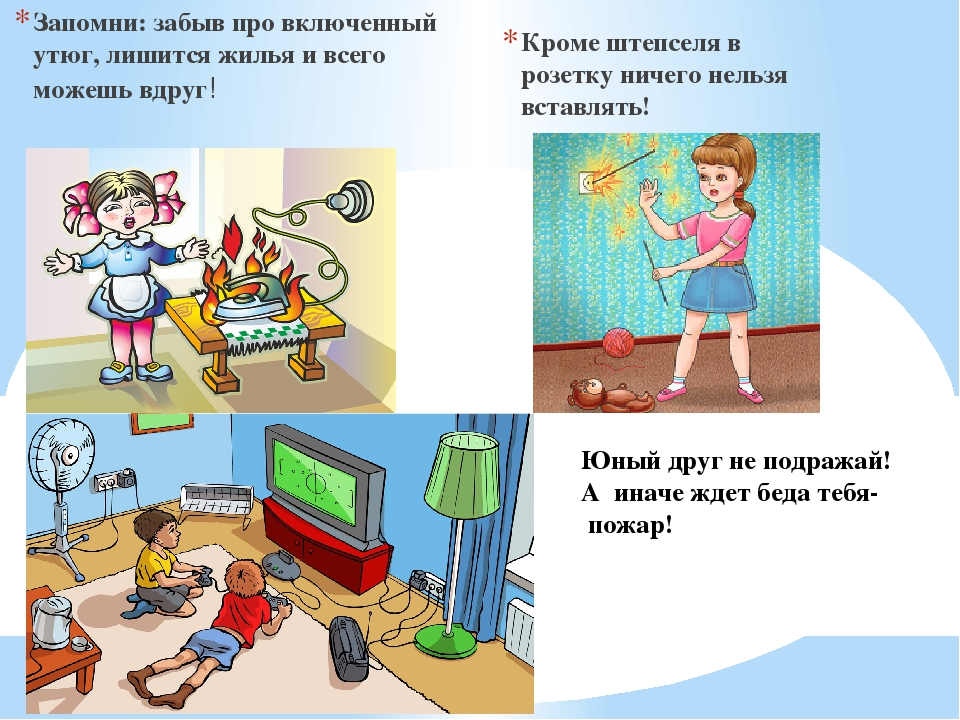 * Запомни: забыв про включенный
утюг, лишится жилья и всего
можешь вдруг!
* Кроме штепселя в
розетку ничего нельзя
вставлять!
Юный друг не подражай!
А  иначе ждет беда тебя-
пожар!